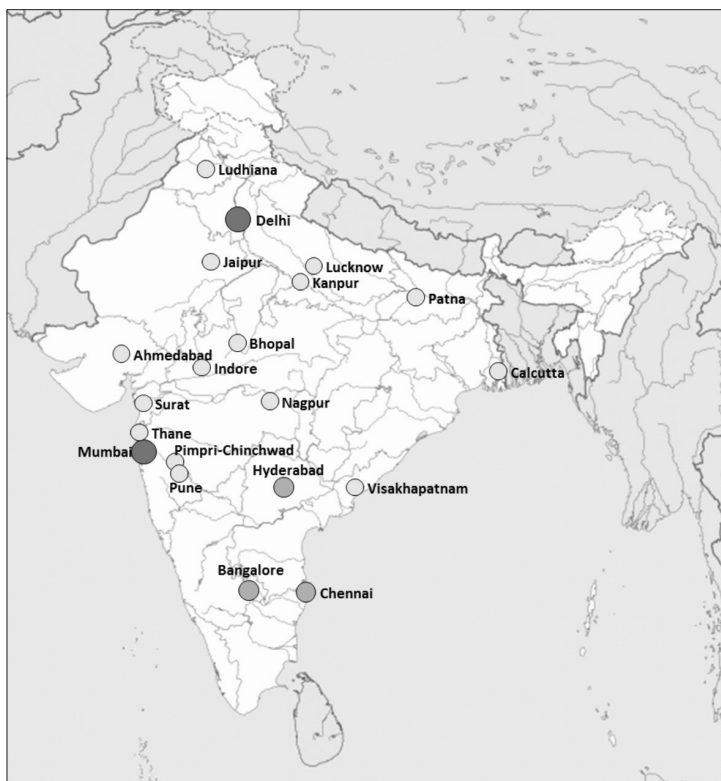 Ludhiana
Delhi
Jaipur
Lucknow
Kanpur
Patna
Bhopal
Ahmedabad
Indore
Calcutta
Surat
Nagpur
Thane
Mumbai
Pimpri-Chinchwad
Hyderabad
Pune
Visakhapatnam
Bangalore
Chennai